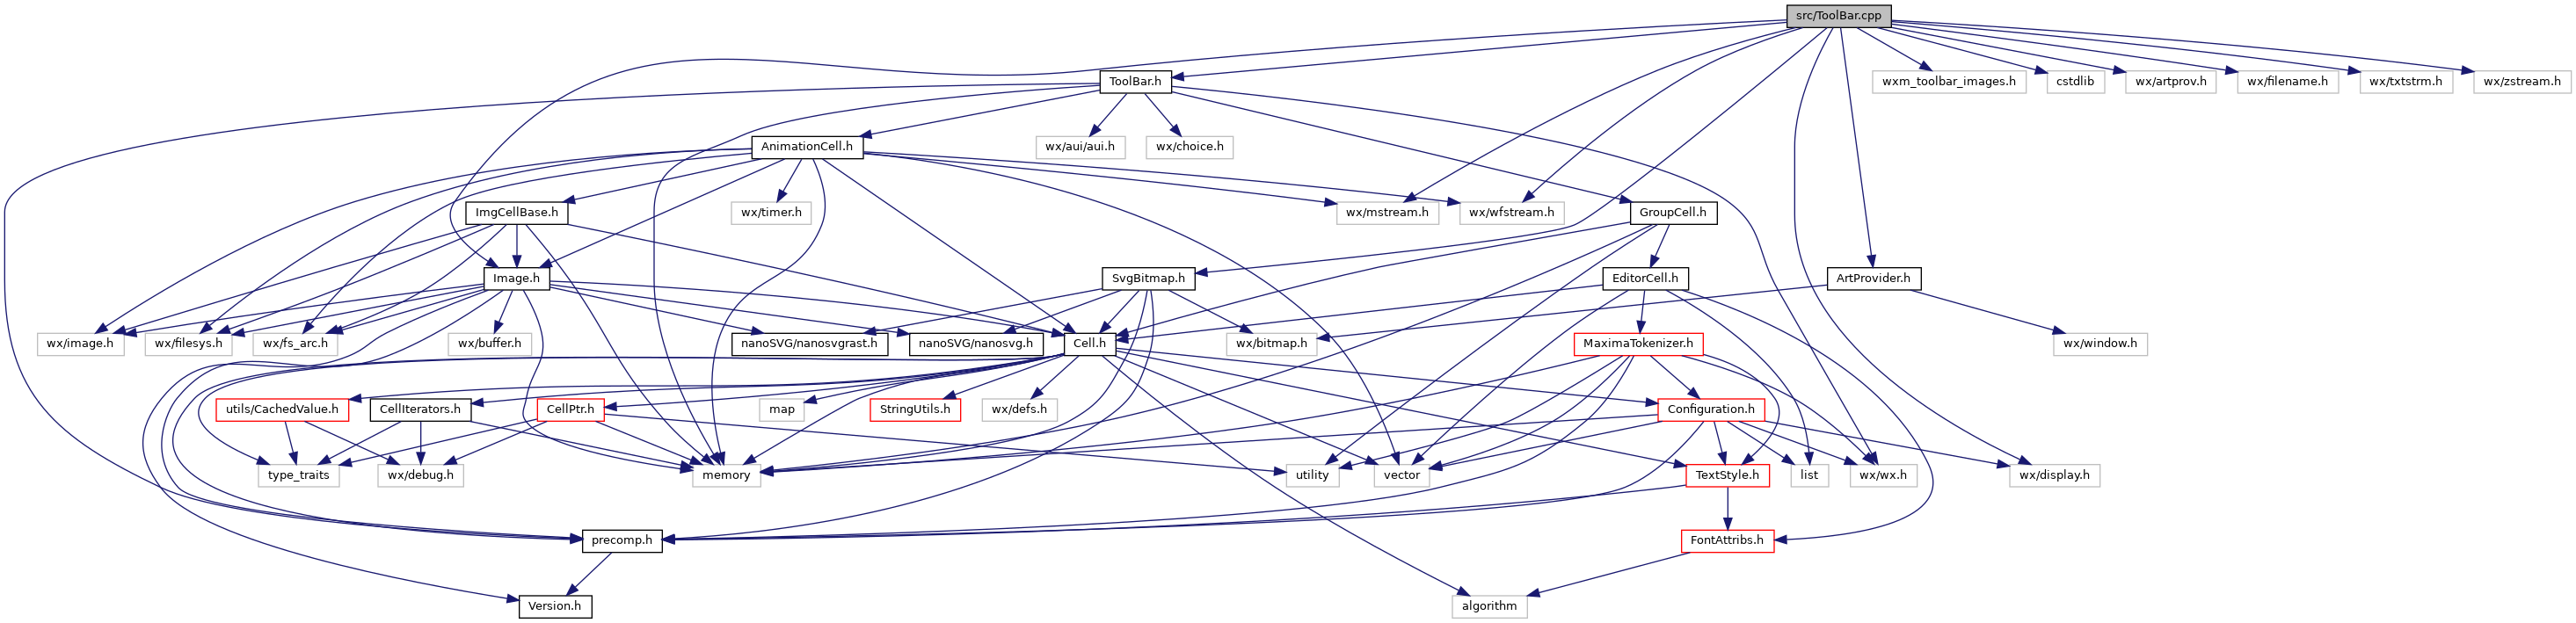 src/ToolBar.cpp
ToolBar.h
wxm_toolbar_images.h
cstdlib
wx/artprov.h
wx/filename.h
wx/txtstrm.h
wx/zstream.h
AnimationCell.h
wx/aui/aui.h
wx/choice.h
ImgCellBase.h
wx/timer.h
wx/mstream.h
wx/wfstream.h
GroupCell.h
Image.h
SvgBitmap.h
EditorCell.h
ArtProvider.h
wx/image.h
wx/filesys.h
wx/fs_arc.h
wx/buffer.h
nanoSVG/nanosvgrast.h
nanoSVG/nanosvg.h
Cell.h
wx/bitmap.h
MaximaTokenizer.h
wx/window.h
utils/CachedValue.h
CellIterators.h
CellPtr.h
map
StringUtils.h
wx/defs.h
Configuration.h
type_traits
wx/debug.h
memory
utility
vector
TextStyle.h
list
wx/wx.h
wx/display.h
precomp.h
FontAttribs.h
Version.h
algorithm